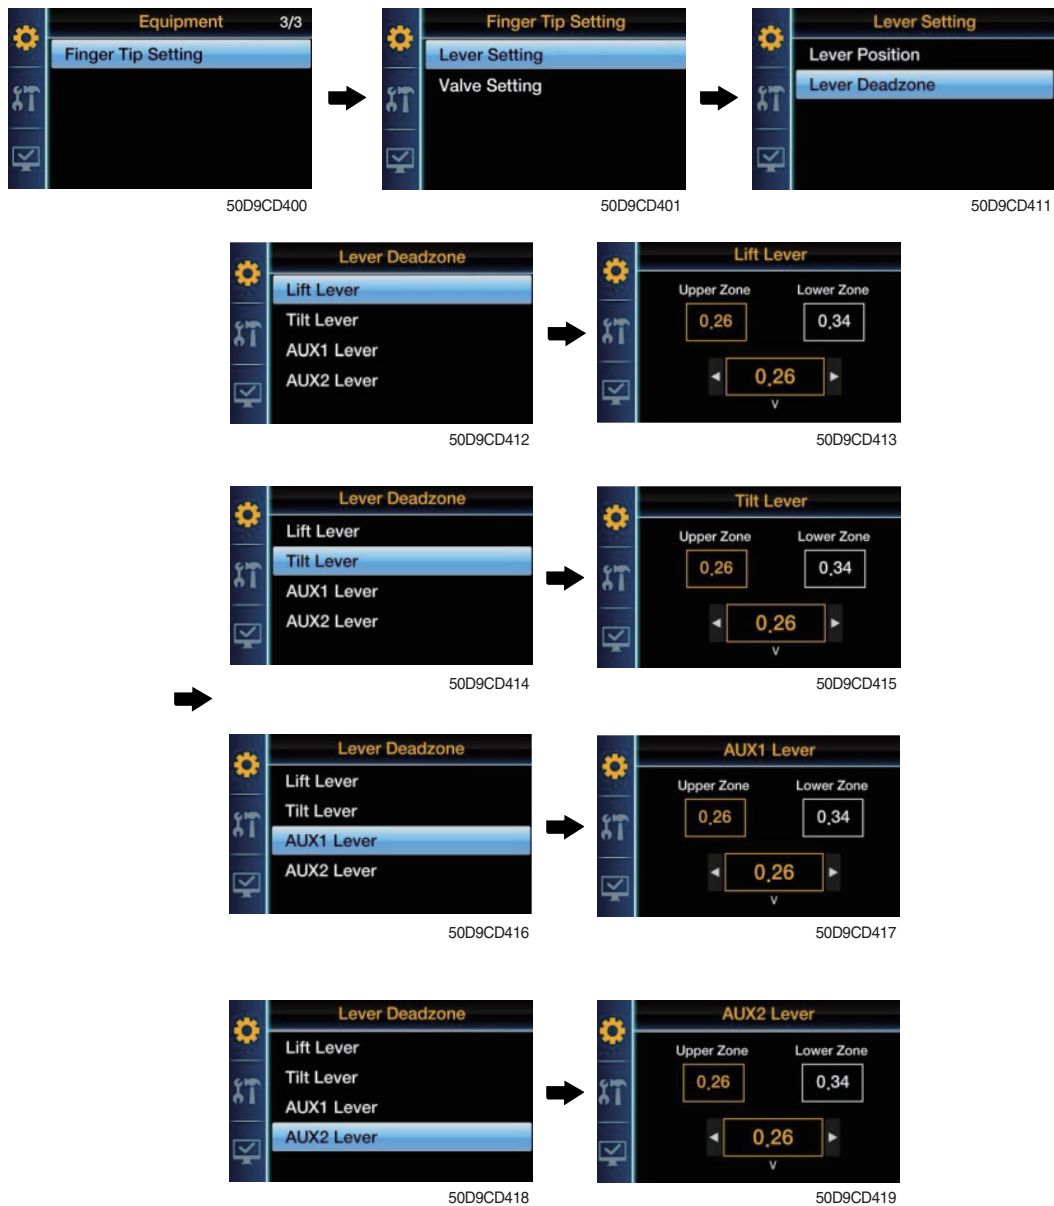 Equipment 3/3
Finger Tip Setting
50D9CD400
Finger Tip Setting
Lever Setting
Valve Setting
50D9CD401
Lever Setting
Lever Position
Lever Deadzone
50D9CD411
Lever Deadzone
Lift Lever
Tilt Lever
AUX1 Lever
AUX2 Lever
50D9CD412
Lift Lever
Upper Zone Lower Zone
0.26 0.34
0.26
50D9CD413
Lever Deadzone
Lift Lever
Tilt Lever
AUX1 Lever
AUX2 Lever
50D9CD414
Tilt Lever
Upper Zone Lower Zone
0.26 0.34
0.26
50D9CD415
Lever Deadzone
Lift Lever
Tilt Lever
AUX1 Lever
AUX2 Lever
50D9CD416
AUX1 Lever
Upper Zone Lower Zone
0.26 0.34
0.26
50D9CD417
Lever Deadzone
Lift Lever
Tilt Lever
AUX1 Lever
AUX2 Lever
50D9CD418
AUX2 Lever
Upper Zone Lower Zone
0.26 0.34
0.26
50D9CD419